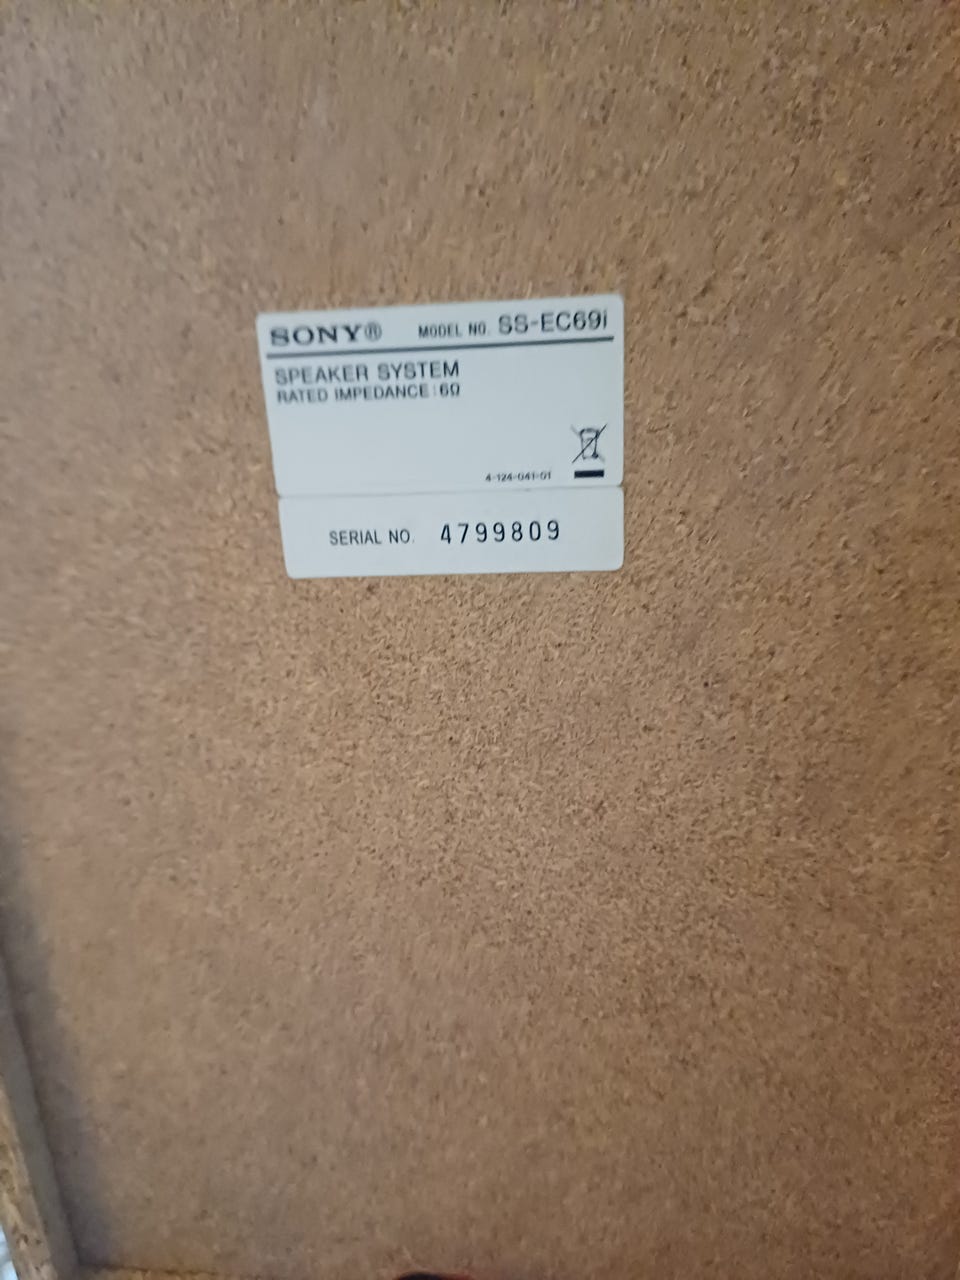 SONY® MODEL NO. SS-EC69i
SPEAKER SYSTEM
RATED IMPEDANCE : 6Ω
4-124-041-01
SERIAL NO. 4799809